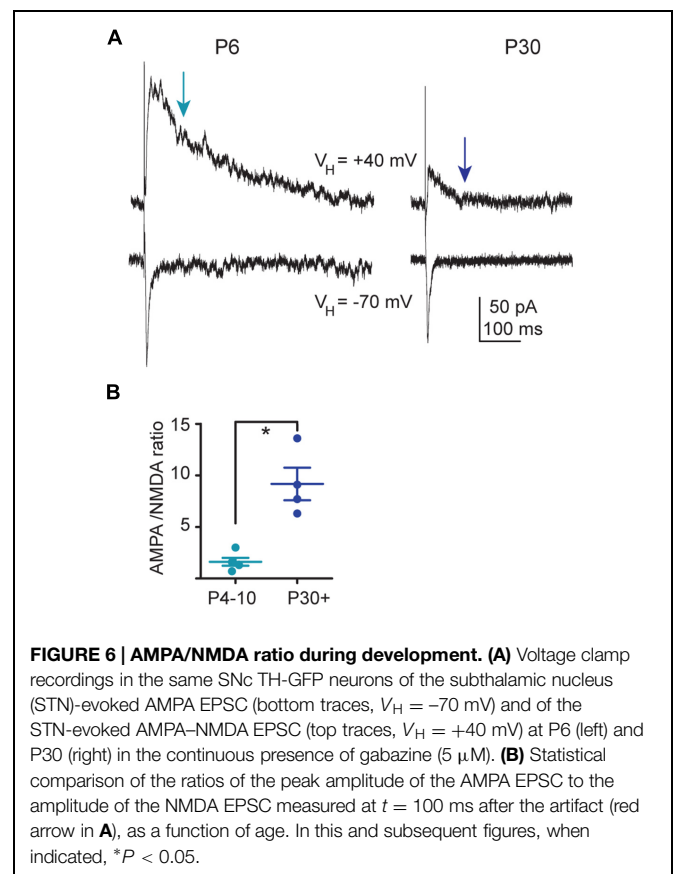 A
P6
P30
VH = +40 mV
VH = -70 mV
50 pA
100 ms
B
AMPA /NMDA ratio
15
10
5
*
P4-10
P30+
FIGURE 6 | AMPA/NMDA ratio during development. (A) Voltage clamp
recordings in the same SNc TH-GFP neurons of the subthalamic nucleus
(STN)-evoked AMPA EPSC (bottom traces, VH = –70 mV) and of the
STN-evoked AMPA–NMDA EPSC (top traces, VH = +40 mV) at P6 (left) and
P30 (right) in the continuous presence of gabazine (5 μM). (B) Statistical
comparison of the ratios of the peak amplitude of the AMPA EPSC to the
amplitude of the NMDA EPSC measured at t = 100 ms after the artifact (red
arrow in A), as a function of age. In this and subsequent figures, when
indicated, *P < 0.05.